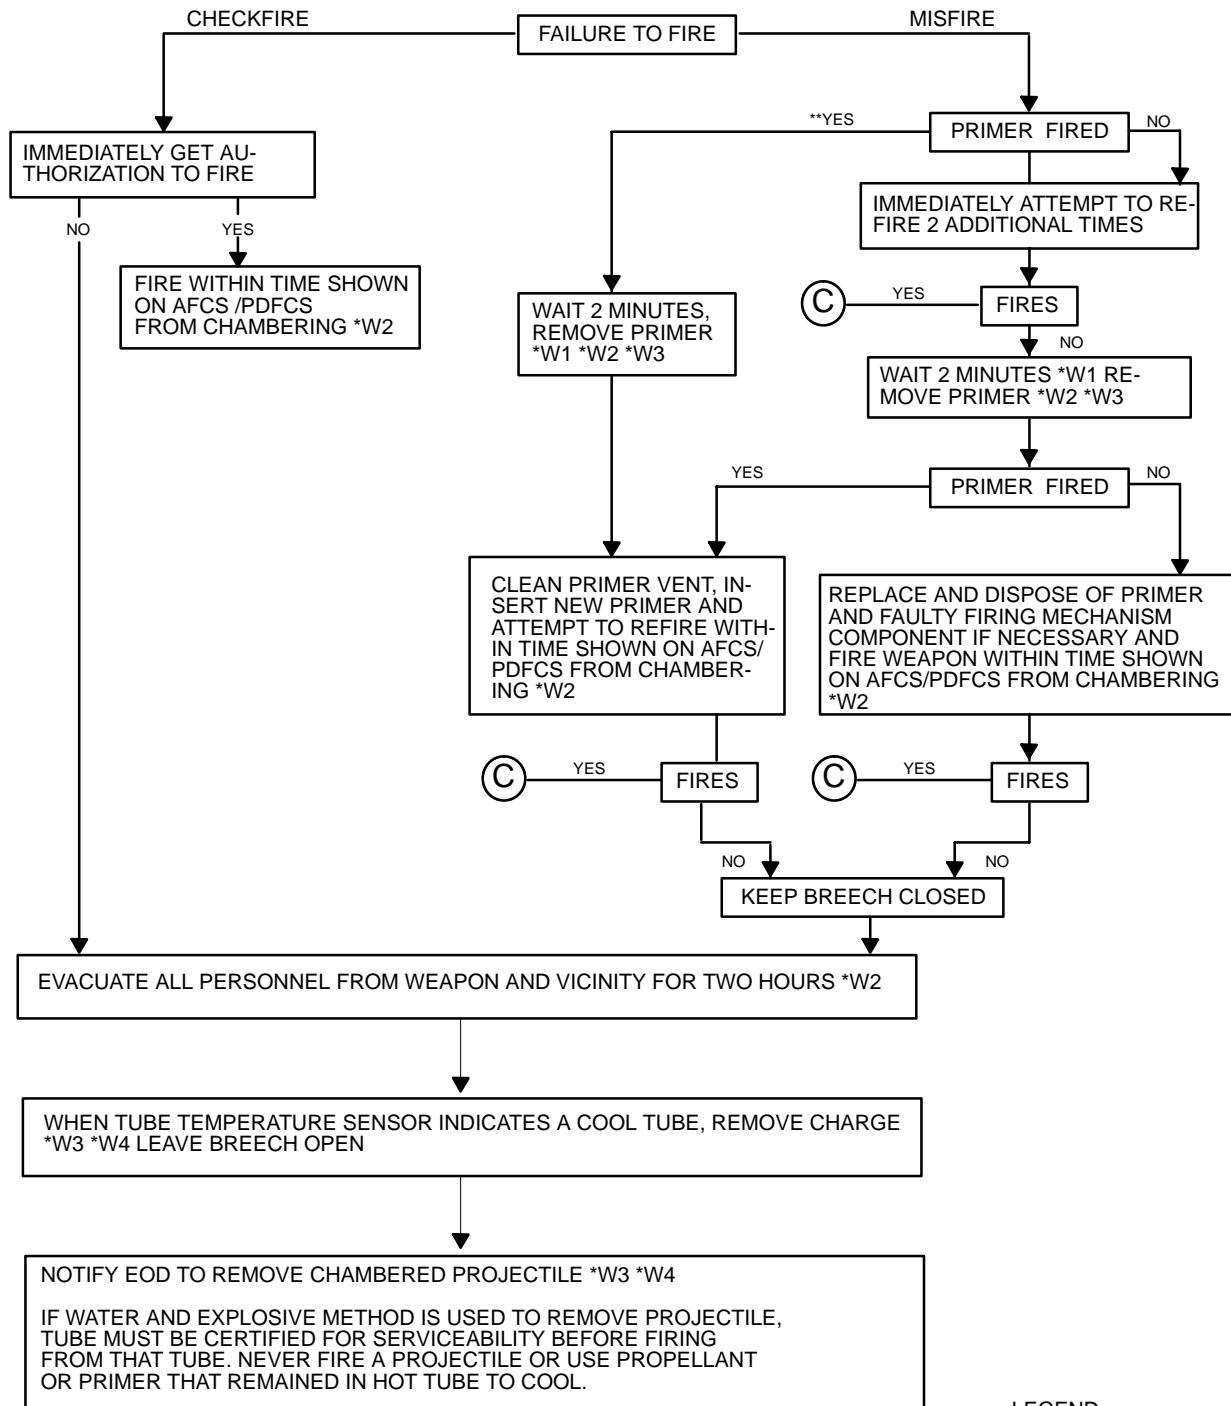 CHECKFIRE
MISFIRE
FAILURE TO FIRE
**YES
PRIMER FIRED
NO
IMMEDIATELY GET AU-
THORIZATION TO FIRE
IMMEDIATELY ATTEMPT TO RE-
FIRE 2 ADDITIONAL TIMES
NO
YES
FIRE WITHIN TIME SHOWN
ON AFCS /PDFCS
FROM CHAMBERING *W2
WAIT 2 MINUTES,
REMOVE PRIMER
*W1 *W2 *W3
C
YES
FIRES
NO
WAIT 2 MINUTES *W1 RE-
MOVE PRIMER *W2 *W3
YES
PRIMER FIRED
NO
CLEAN PRIMER VENT, IN-
SERT NEW PRIMER AND
ATTEMPT TO REFIRE WITH-
IN TIME SHOWN ON AFCS/
PDFCS FROM CHAMBER-
ING *W2
REPLACE AND DISPOSE OF PRIMER
AND FAULTY FIRING MECHANISM
COMPONENT IF NECESSARY AND
FIRE WEAPON WITHIN TIME SHOWN
ON AFCS/PDFCS FROM CHAMBERING
*W2
C
YES
FIRES
C
YES
FIRES
NO
NO
KEEP BREECH CLOSED
EVACUATE ALL PERSONNEL FROM WEAPON AND VICINITY FOR TWO HOURS *W2
WHEN TUBE TEMPERATURE SENSOR INDICATES A COOL TUBE, REMOVE CHARGE
*W3 *W4 LEAVE BREECH OPEN
NOTIFY EOD TO REMOVE CHAMBERED PROJECTILE *W3 *W4
IF WATER AND EXPLOSIVE METHOD IS USED TO REMOVE PROJECTILE,
TUBE MUST BE CERTIFIED FOR SERVICEABILITY BEFORE FIRING
FROM THAT TUBE. NEVER FIRE A PROJECTILE OR USE PROPELLANT
OR PRIMER THAT REMAINED IN HOT TUBE TO COOL.
LEGEND